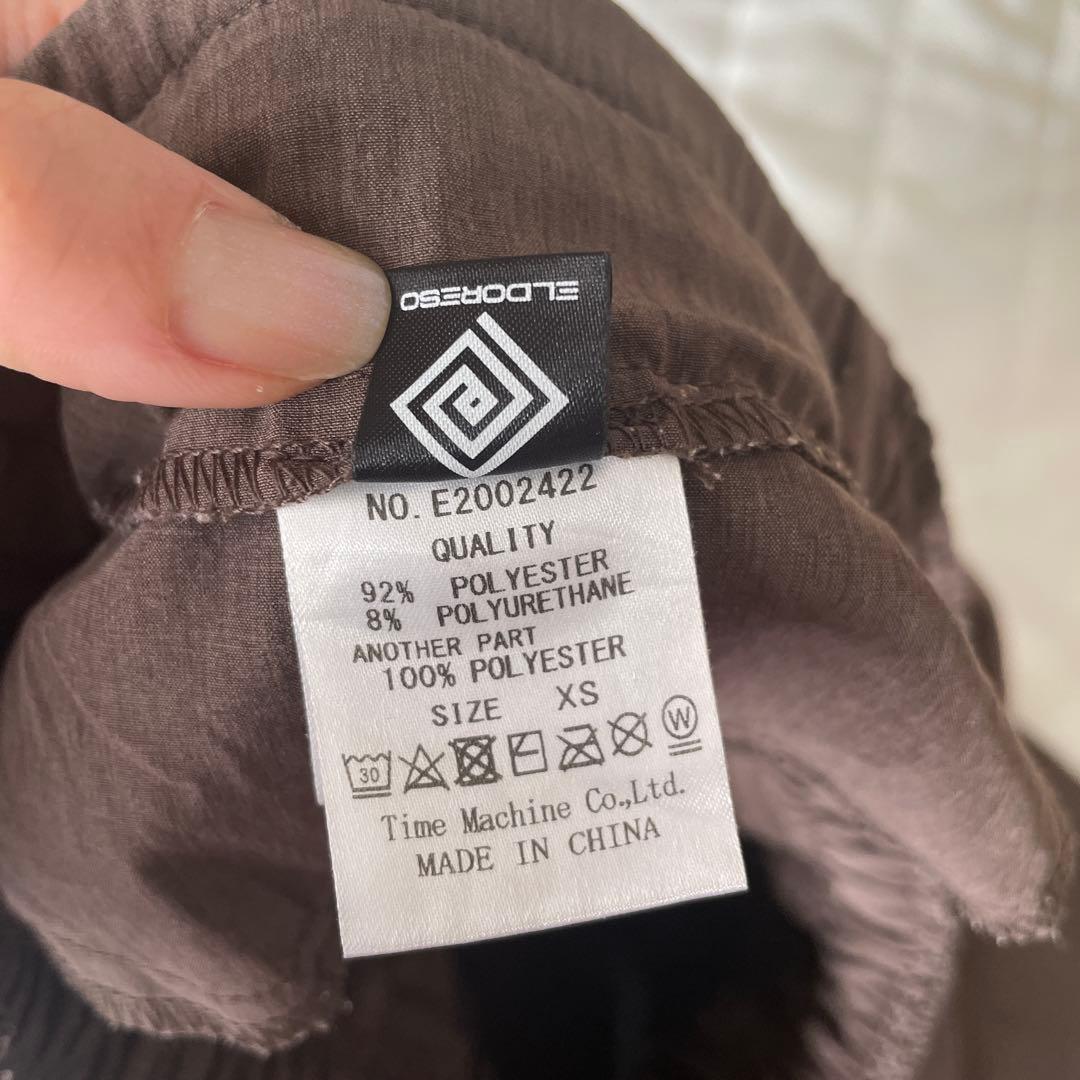 ELDORESO
NO. E2002422
QUALITY
92% POLYESTER
8% POLYURETHANE
ANOTHER PART
100% POLYESTER
SIZE XS
30 W
Time Machine Co.,Ltd.
MADE IN CHINA